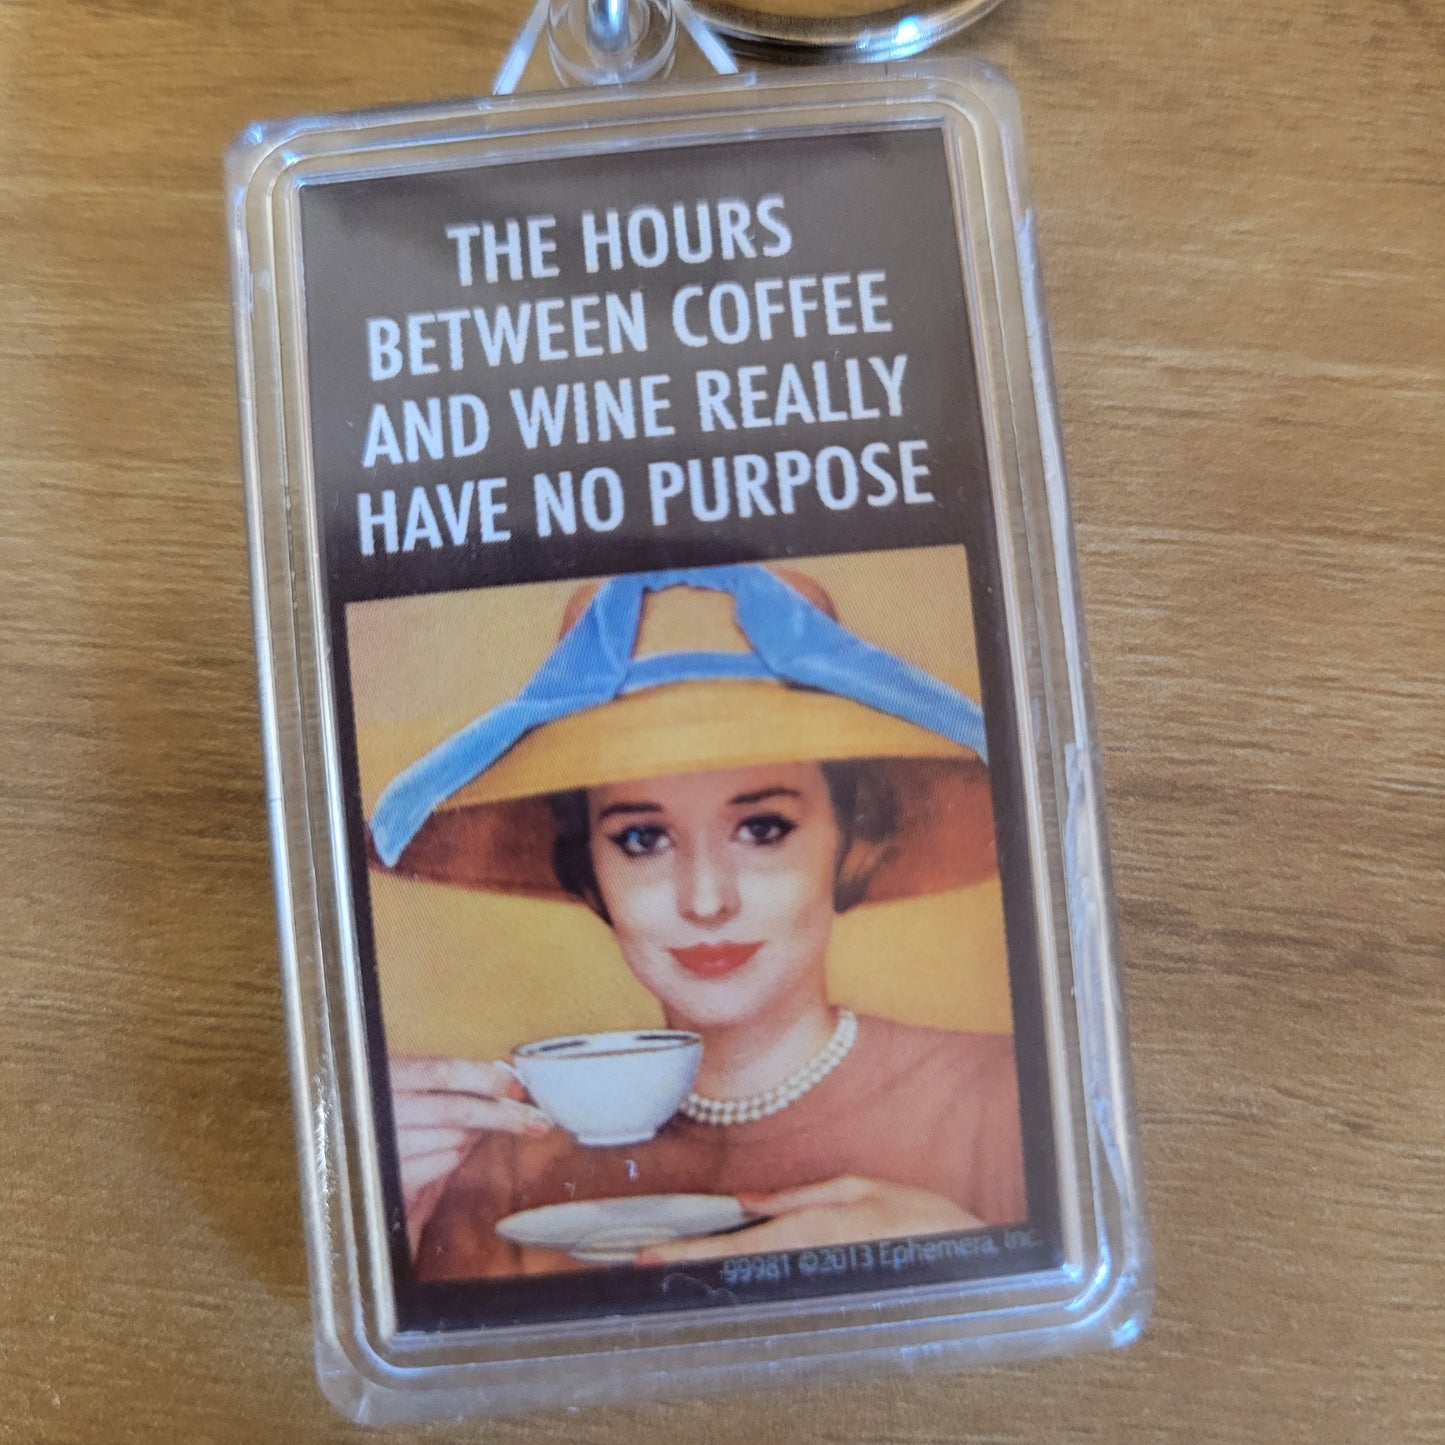 THE HOURS
BETWEEN COFFEE
AND WINE REALLY
HAVE NO PURPOSE
99981 ©2013 Ephemera, Inc.